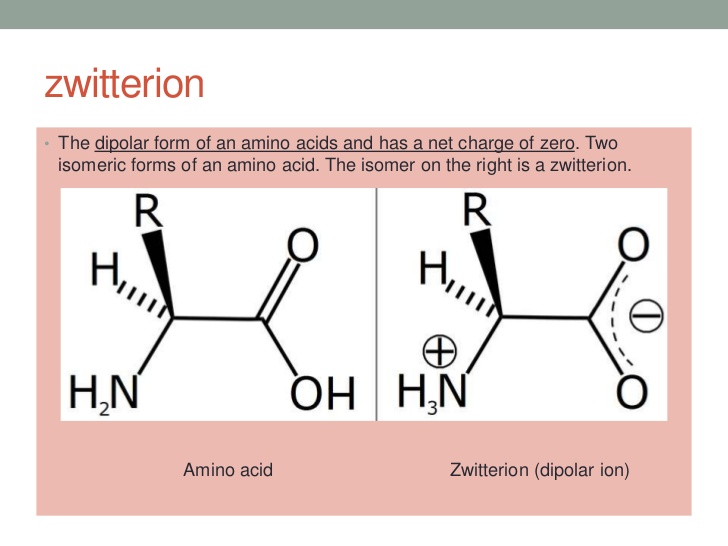 zwitterion
• The dipolar form of an amino acids and has a net charge of zero. Two
isomeric forms of an amino acid. The isomer on the right is a zwitterion.
R
H
O
H₂N
OH
R
H
O
⊖
⊕
H₃N
O
Amino acid
Zwitterion (dipolar ion)